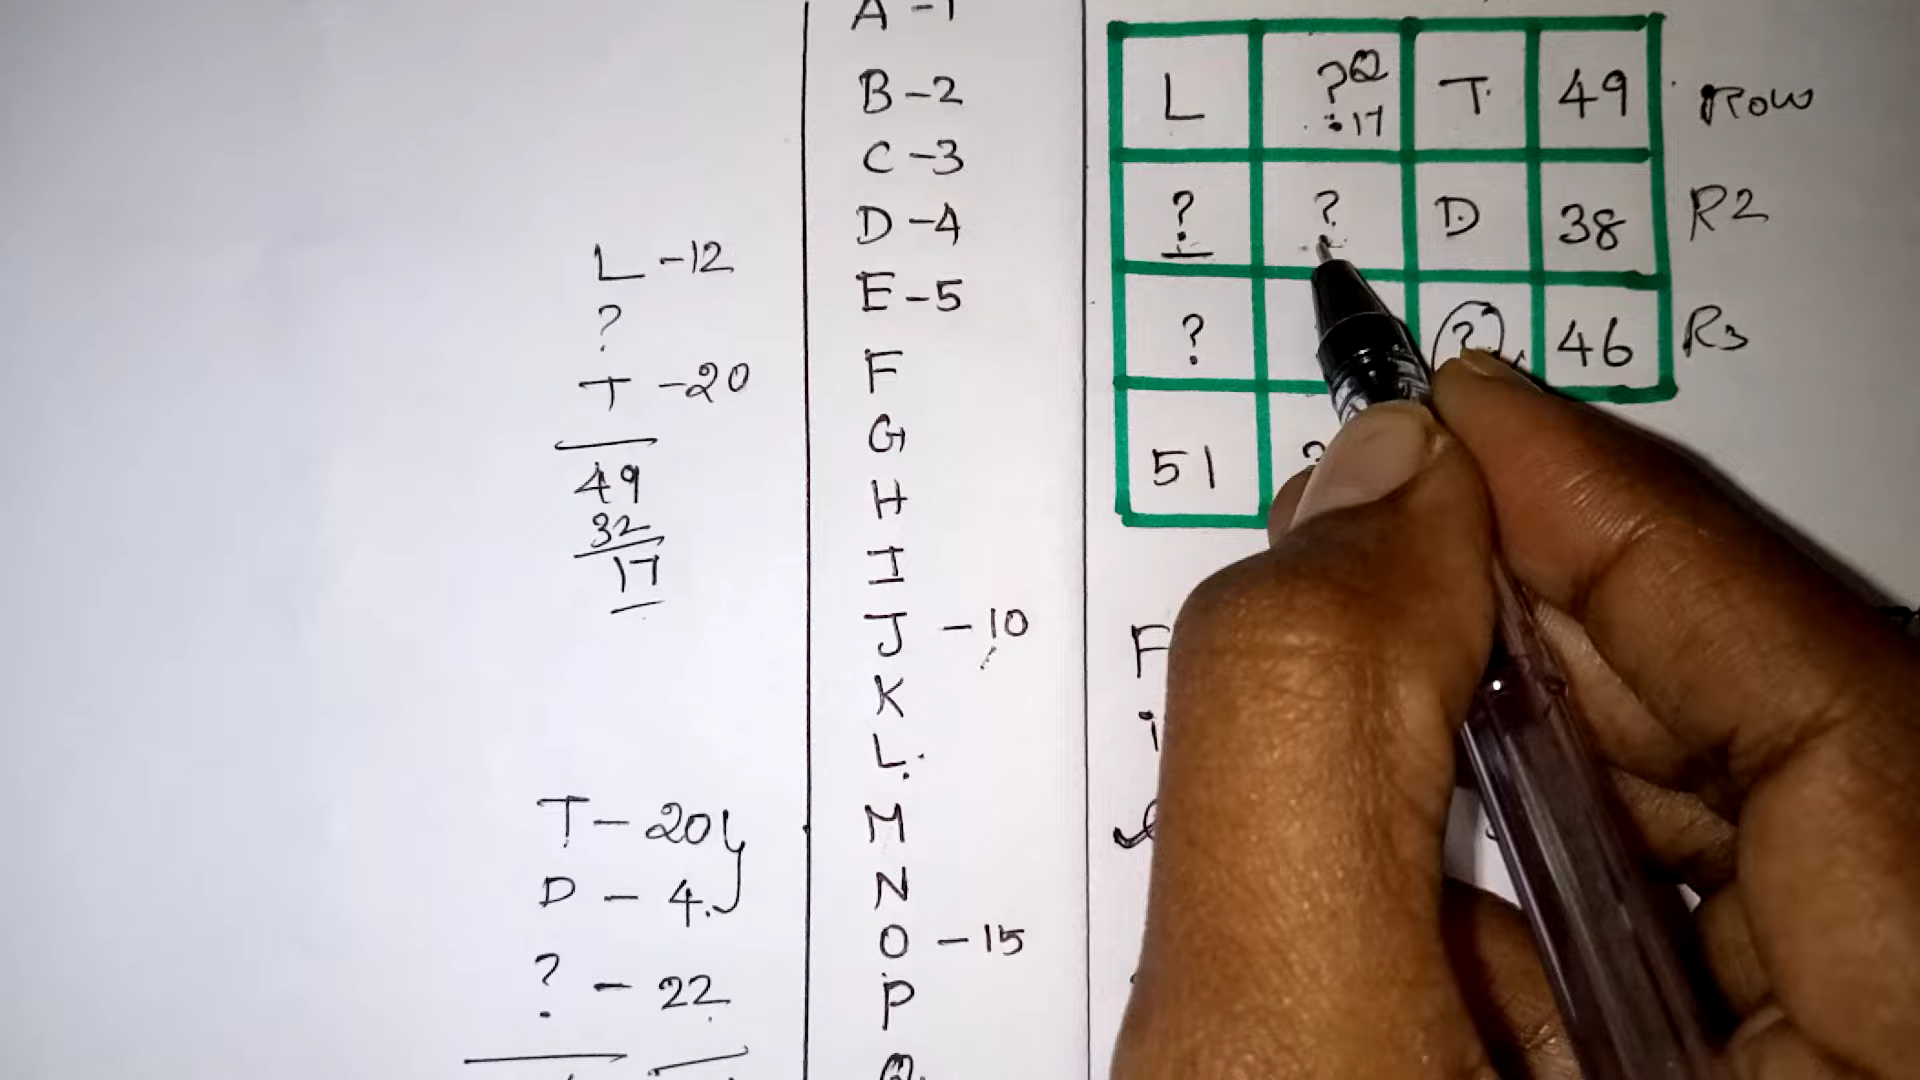 A - 1
B - 2
C - 3
D - 4
E - 5
F
G
H
I
J - 10
K
L
M
N
O - 15
P
Q
L - 12
?
T - 20
49
32
17
T - 20
D - 4
? - 22
L ? Q 17 T 49 Row
? ? D 38 R2
? ? 46 R3
51 ?
F
i